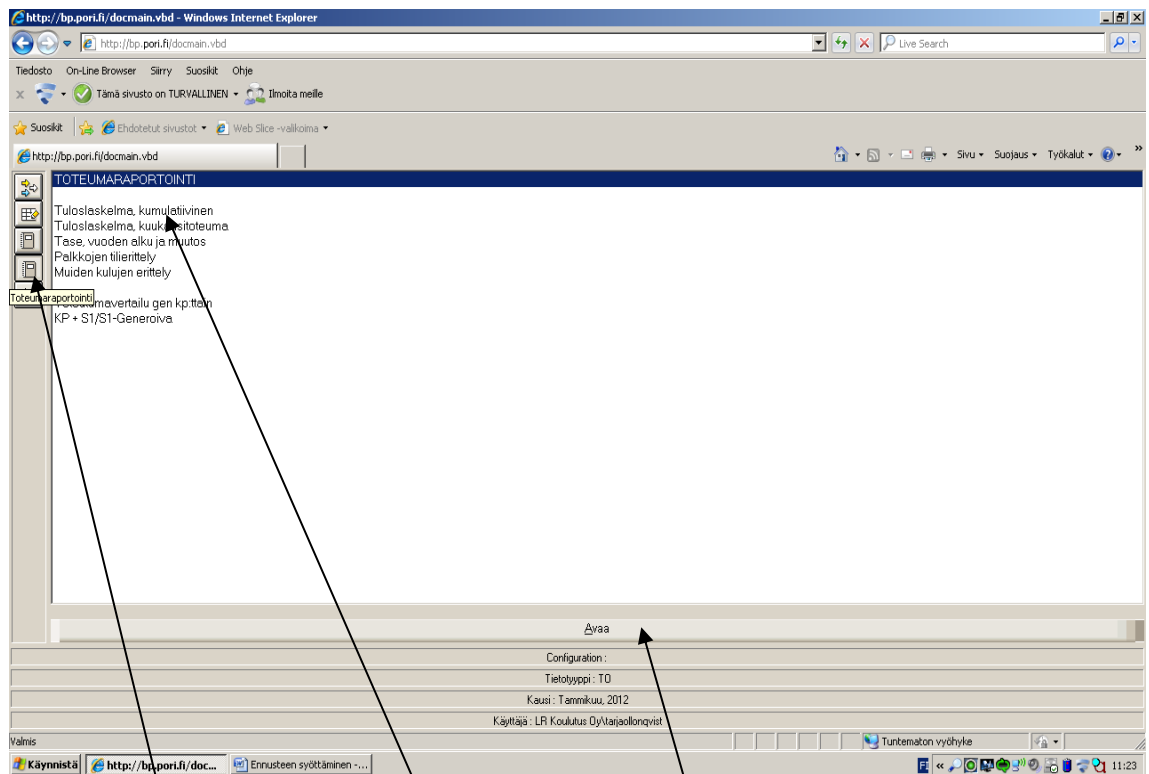 http://bp.pori.fi/docmain.vbd - Windows Internet Explorer
http://bp.pori.fi/docmain.vbd
Live Search
Tiedosto On-Line Browser Siirry Suosikit Ohje
x Tämä sivusto on TURVALLINEN Ilmoita meille
Suosikit Ehdotetut sivustot Web Slice -valikoima
http://bp.pori.fi/docmain.vbd Sivu Suojaus Työkalut »
TOTEUMARAPORTOINTI
Tuloslaskelma, kumulatiivinen
Tuloslaskelma, kuukausitoteuma
Tase, vuoden alku ja muutos
Palkkojen tilierittely
Muiden kulujen erittely
Toteumaraportointi
gen kp:ttain
KP + S1/S1-Generoiva
Avaa
Configuration :
Tietotyyppi : TO
Kausi : Tammikuu, 2012
Käyttäjä : LR Koulutus Oy\tarjaollonqvist
Valmis Tuntematon vyöhyke
Käynnistä http://bp.pori.fi/doc... Ennusteen syöttäminen -... « 11:23